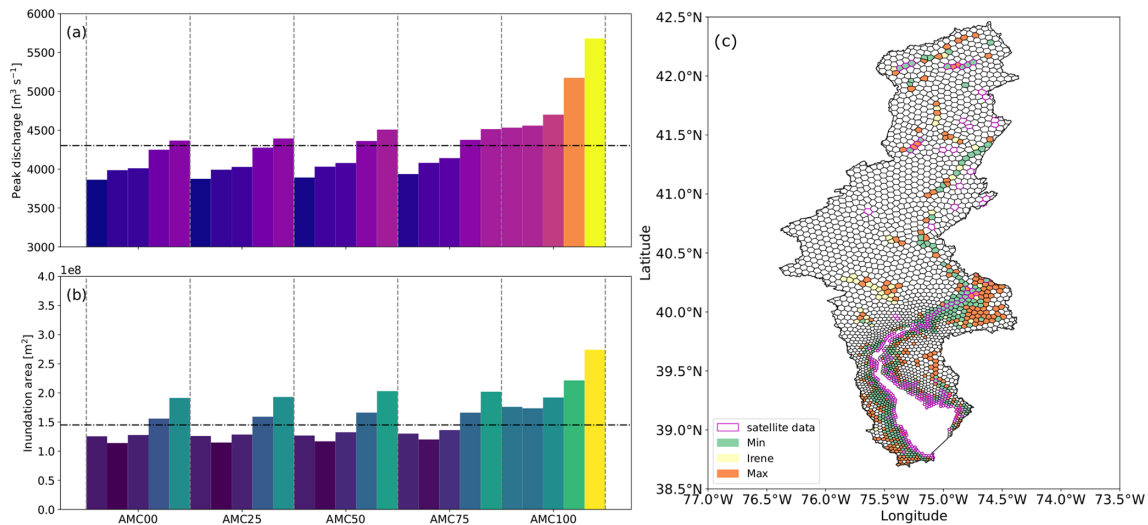 (a)
Peak discharge [m³ s⁻¹]
6000
5500
5000
4500
4000
3500
3000
(b)
Inundation area [m²]
1e8
4.0
3.5
3.0
2.5
2.0
1.5
1.0
0.5
0.0
AMC00 AMC25 AMC50 AMC75 AMC100
(c)
Latitude
42.5°N
42.0°N
41.5°N
41.0°N
40.5°N
40.0°N
39.5°N
39.0°N
38.5°N
satellite data
Min
Irene
Max
77.0°W 76.5°W 76.0°W 75.5°W 75.0°W 74.5°W 74.0°W 73.5°W
Longitude